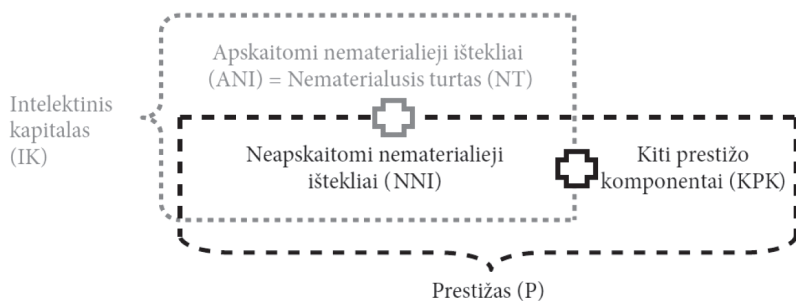 Apskaitomi nematerialieji ištekliai
(ANI) = Nematerialusis turtas (NT)
Intelektinis
kapitalas
(IK)
Neapskaitomi nematerialieji
ištekliai (NNI)
Kiti prestižo
komponentai (KPK)
Prestižas (P)